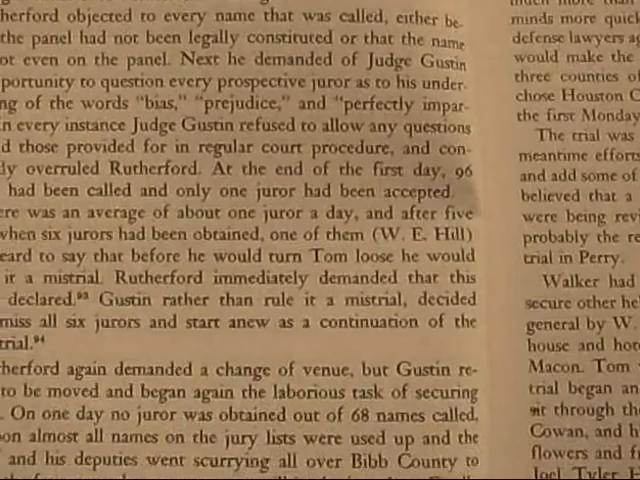 herford objected to every name that was called, either be-
the panel had not been legally constituted or that the name
ot even on the panel. Next he demanded of Judge Gustin
portunity to question every prospective juror as to his under-
ng of the words "bias," "prejudice," and "perfectly impar-
n every instance Judge Gustin refused to allow any questions
d those provided for in regular court procedure, and con-
ly overruled Rutherford. At the end of the first day, 96
had been called and only one juror had been accepted.
ere was an average of about one juror a day, and after five
when six jurors had been obtained, one of them (W. E. Hill)
eard to say that before he would turn Tom loose he would
it a mistrial. Rutherford immediately demanded that this
declared.93 Gustin rather than rule it a mistrial, decided
miss all six jurors and start anew as a continuation of the
trial.94
herford again demanded a change of venue, but Gustin re-
to be moved and began again the laborious task of securing
. On one day no juror was obtained out of 68 names called,
on almost all names on the jury lists were used up and the
and his deputies went scurrying all over Bibb County to
minds more quic
defense lawyers ag
would make the
three counties o
chose Houston C
the first Monday
The trial was
meantime efforts
and add some of
believed that a
were being revi
probably the re
trial in Perry.
Walker had
secure other he
general by W.
house and hot
Macon. Tom
trial began an
sit through the
Cowan, and h
flowers and fr
Joel Tyler H